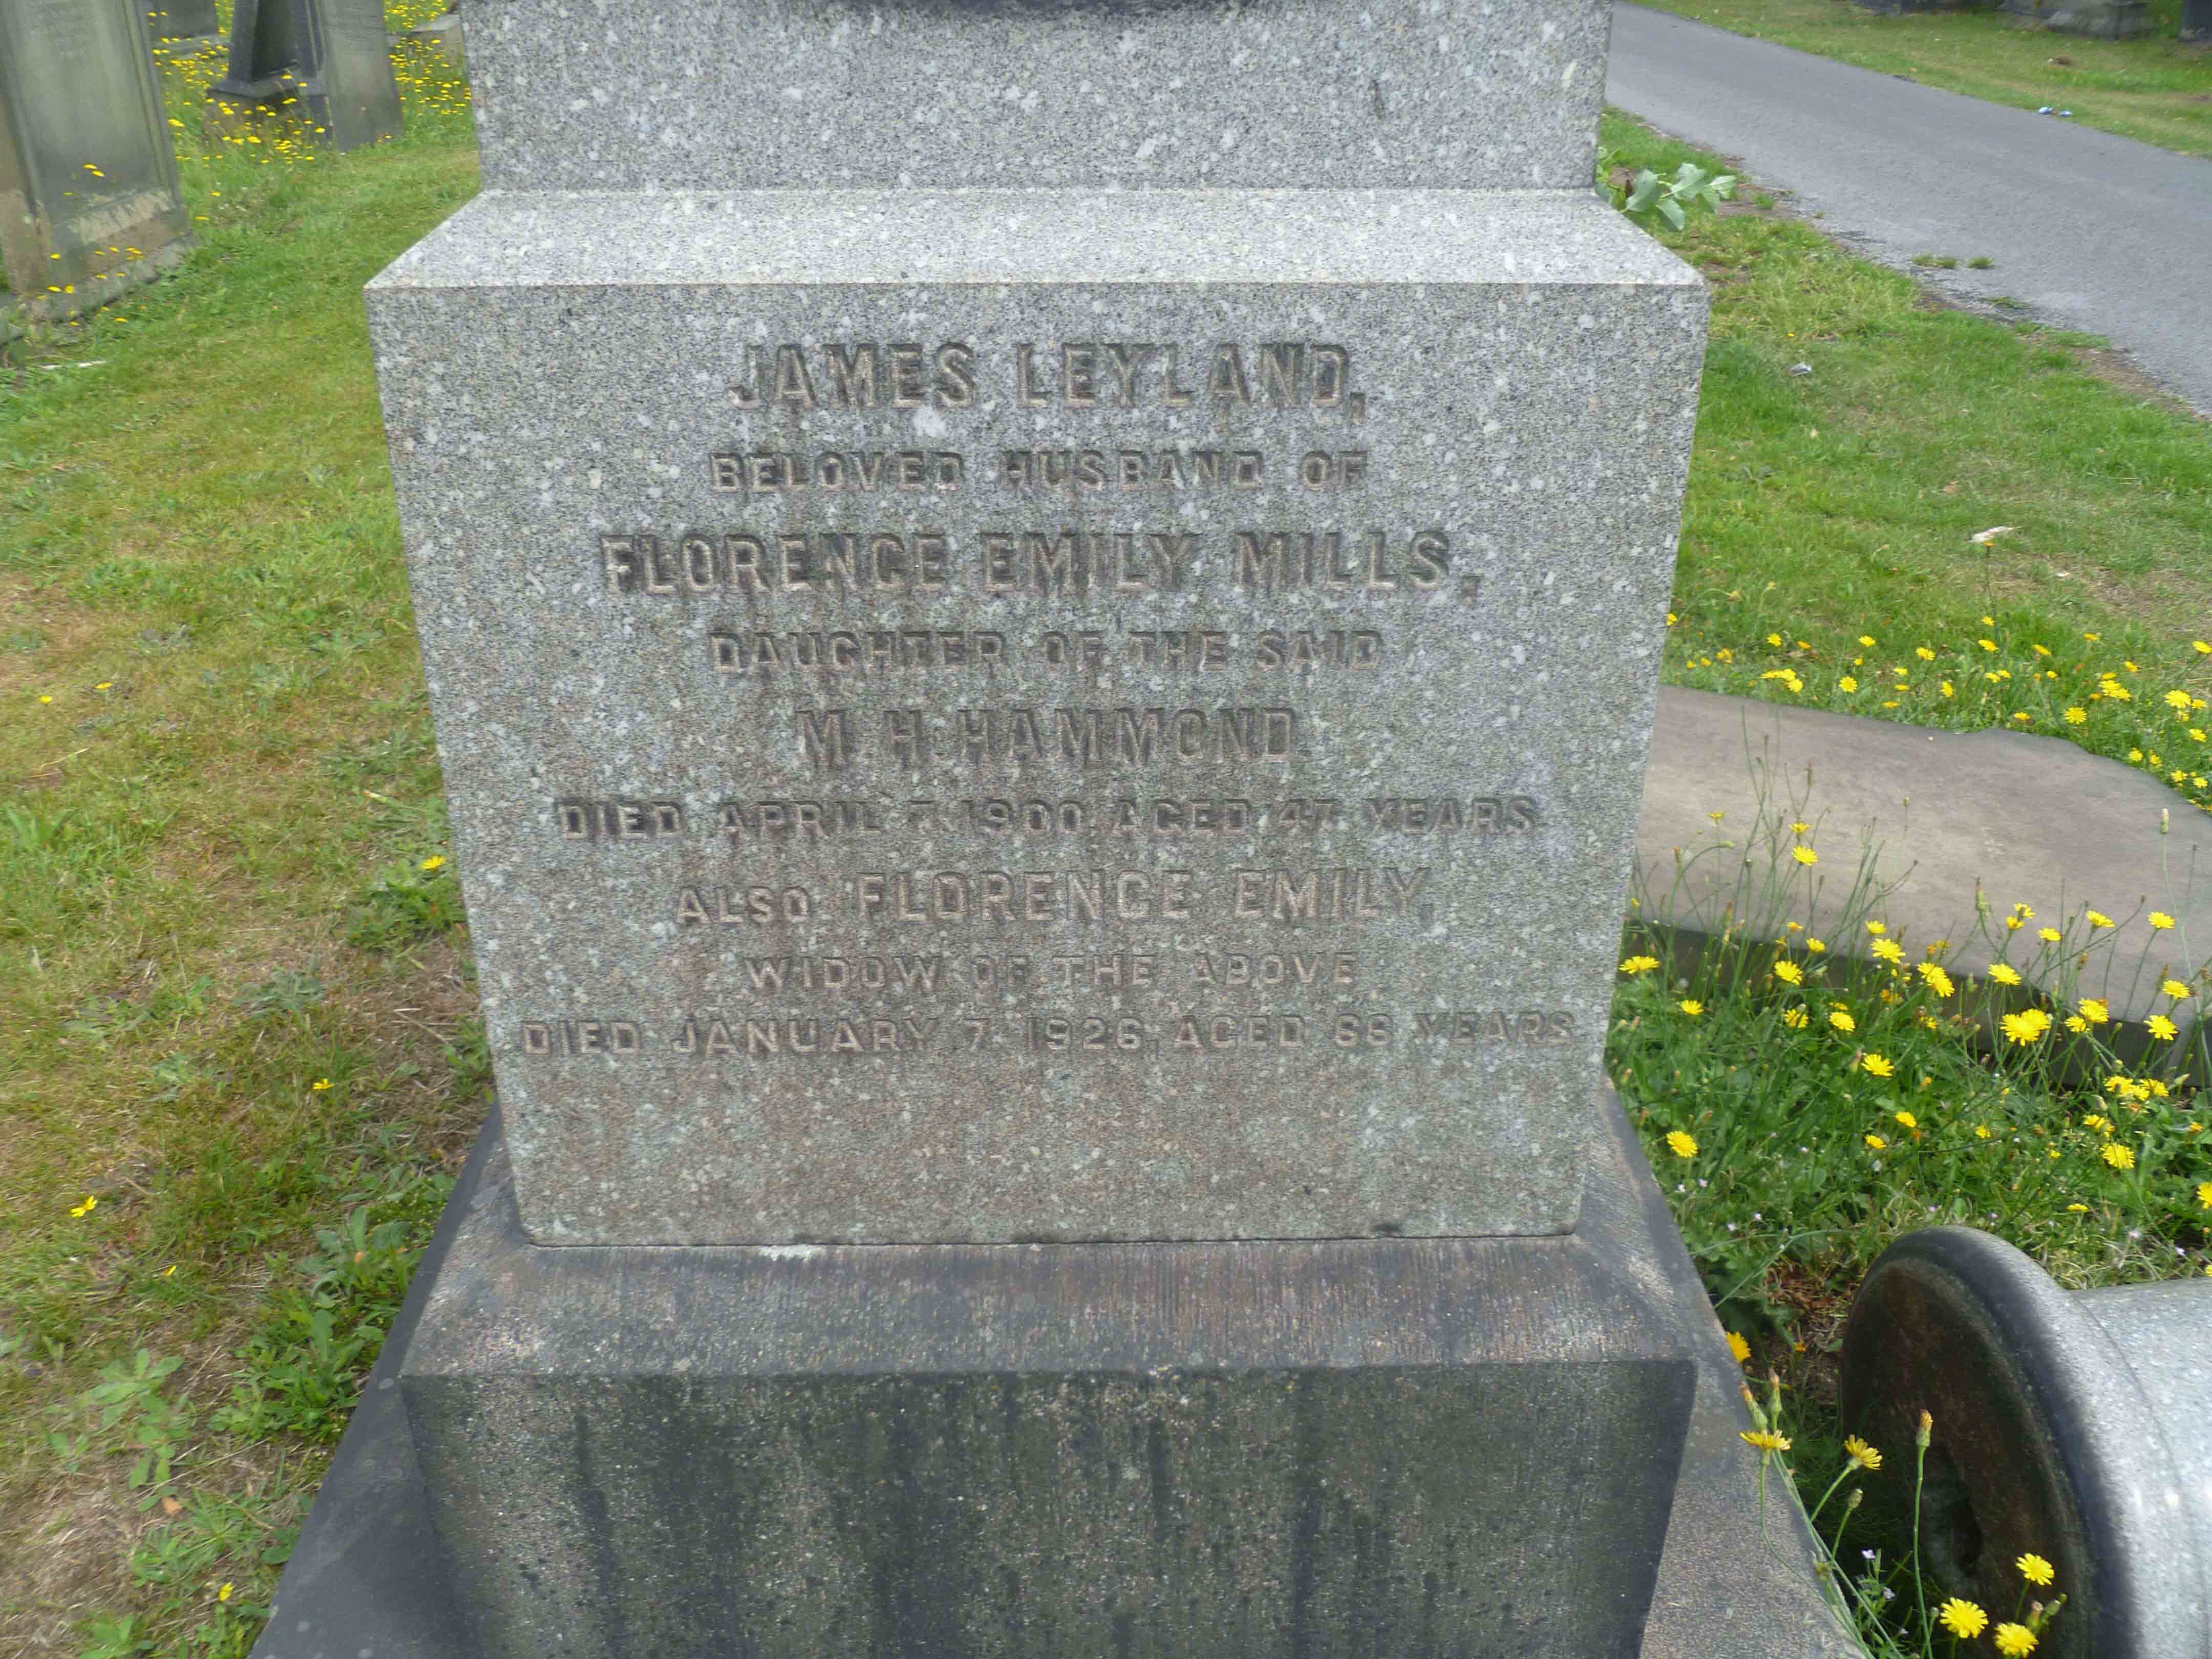 JAMES LEYLAND,
BELOVED HUSBAND OF
FLORENCE EMILY MILLS,
DAUGHTER OF THE SAID
M. H. HAMMOND.
DIED APRIL 7, 1900, AGED 47 YEARS
ALSO FLORENCE EMILY,
WIDOW OF THE ABOVE
DIED JANUARY 7, 1926, AGED 68 YEARS